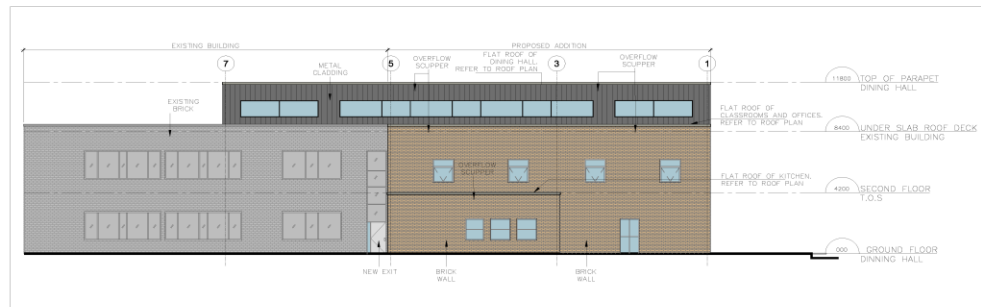 EXISTING BUILDING
PROPOSED ADDITION
7
5
3
1
METAL
CLADDING
OVERFLOW
SCUPPER
FLAT ROOF OF
DINING HALL.
REFER TO ROOF PLAN
OVERFLOW
SCUPPER
11800
TOP OF PARAPET
DINING HALL
EXISTING
BRICK
FLAT ROOF OF
CLASSROOMS AND OFFICES.
REFER TO ROOF PLAN
8400
UNDER SLAB ROOF DECK
EXISTING BUILDING
OVERFLOW
SCUPPER
FLAT ROOF OF KITCHEN.
REFER TO ROOF PLAN
4200
SECOND FLOOR
T.O.S
000
GROUND FLOOR
DINNING HALL
NEW EXIT
BRICK
WALL
BRICK
WALL